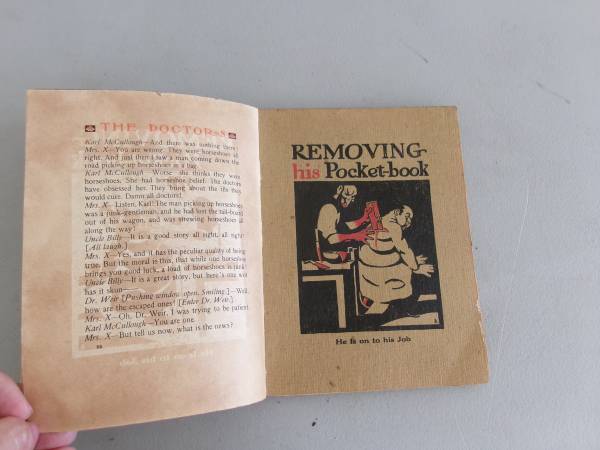 THE DOCTORS
Karl McCullough—And there was nothing there?
Mrs. X—You are wrong. They were horseshoes all
right. And just then I saw a man coming down the
road picking up horseshoes in a bag.
Karl McCullough—Worse—she thinks they were
horseshoes. She had horseshoe belief. The doctors
have obsessed her. They bring about the ills they
would cure. Damn all doctors!
Mrs. X—Listen, Karl! The man picking up horseshoes
was a junk-gentleman, and he had lost the tail-board
out of his wagon, and was strewing horseshoes all
along the way!
Uncle Billy—It is a good story all right, all right!
[All laugh.]
Mrs. X—Yes, and it has the peculiar quality of being
true. But the moral is this, that while one horseshoe
brings you good luck, a load of horseshoes is junk!
Uncle Billy—It is a great story, but here's one
has it skun—
Dr. Weir [Pushing window open. Smiling.]—Well,
how are the escaped ones! [Enter Dr. Weir.]
Mrs. X—Oh, Dr. Weir, I was trying to be patient.
Karl McCullough—You are one.
Mrs. X—But tell us now, what is the news?
REMOVING
his Pocket-book
He is on to his Job